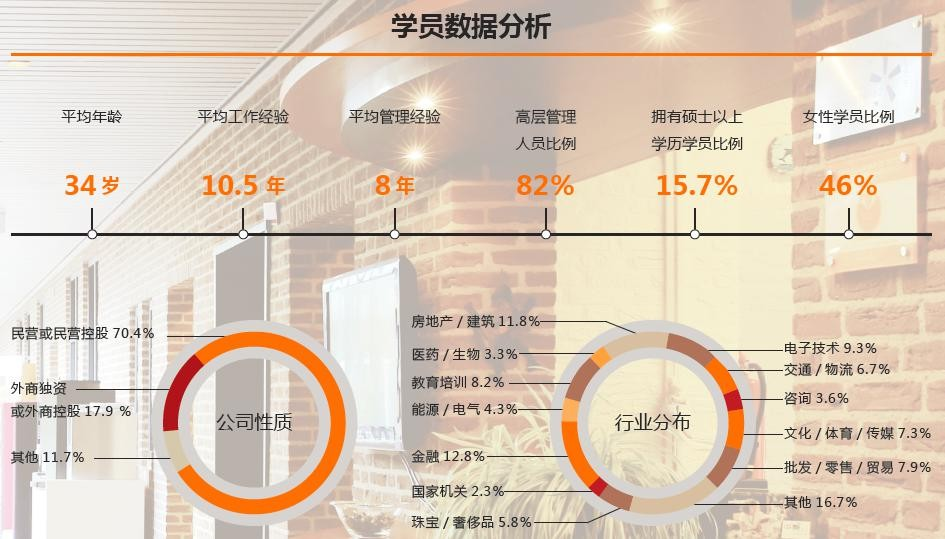 学员数据分析
平均年龄
34 岁
平均工作经验
10.5 年
平均管理经验
8 年
高层管理
人员比例
82%
拥有硕士以上
学历学员比例
15.7%
女性学员比例
46%
民营或民营控股 70.4%
外商独资
或外商控股 17.9 %
其他 11.7%
公司性质
房地产 / 建筑 11.8%
医药 / 生物 3.3%
教育培训 8.2%
能源 / 电气 4.3%
金融 12.8%
国家机关 2.3%
珠宝 / 奢侈品 5.8%
行业分布
电子技术 9.3%
交通 / 物流 6.7%
咨询 3.6%
文化 / 体育 / 传媒 7.3%
批发 / 零售 / 贸易 7.9%
其他 16.7%